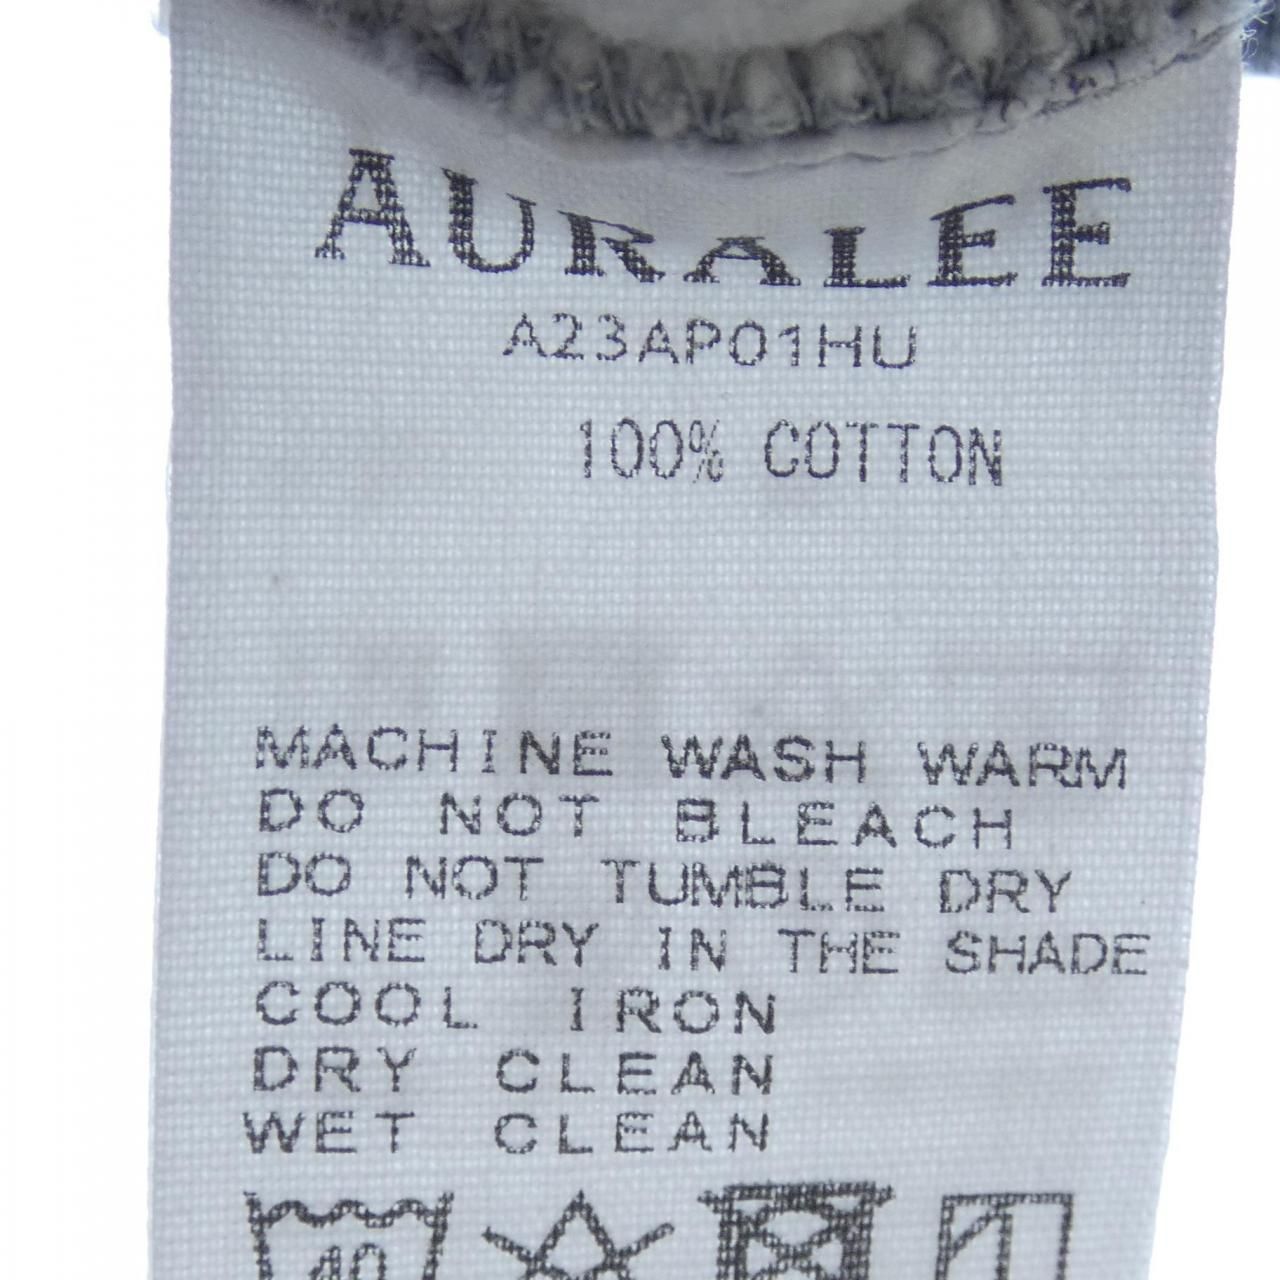 AURALEE
A23AP01HU
100% COTTON
MACHINE WASH WARM
DO NOT BLEACH
DO NOT TUMBLE DRY
LINE DRY IN THE SHADE
COOL IRON
DRY CLEAN
WET CLEAN
40